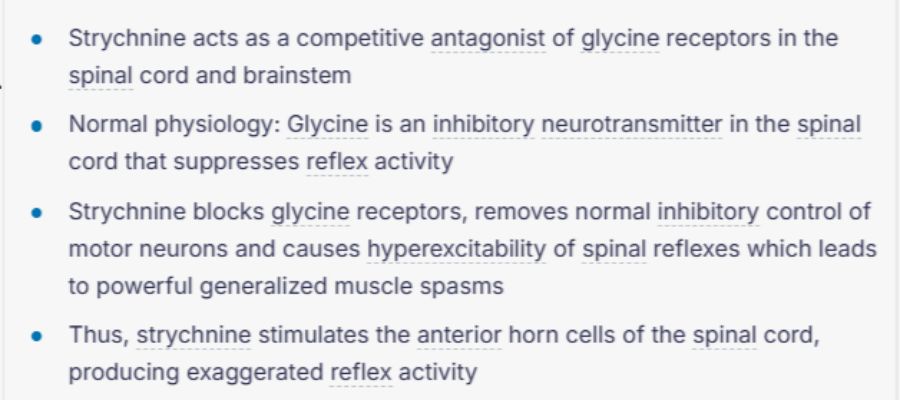 Strychnine acts as a competitive antagonist of glycine receptors in the
spinal cord and brainstem
Normal physiology: Glycine is an inhibitory neurotransmitter in the spinal
cord that suppresses reflex activity
Strychnine blocks glycine receptors, removes normal inhibitory control of
motor neurons and causes hyperexcitability of spinal reflexes which leads
to powerful generalized muscle spasms
Thus, strychnine stimulates the anterior horn cells of the spinal cord,
producing exaggerated reflex activity